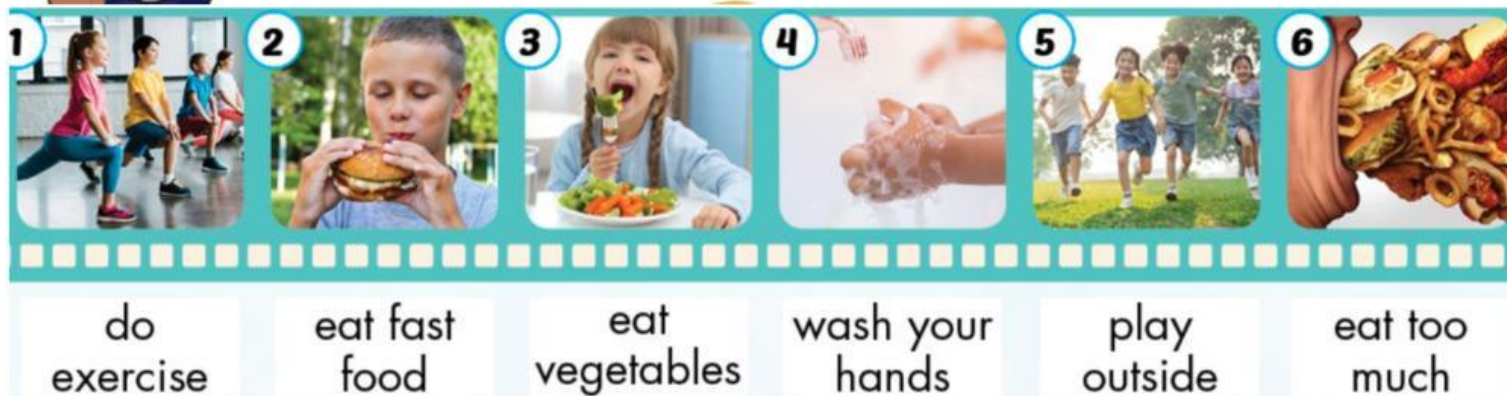 1
2
3
4
5
6
do
exercise
eat fast
food
eat
vegetables
wash your
hands
play
outside
eat too
much